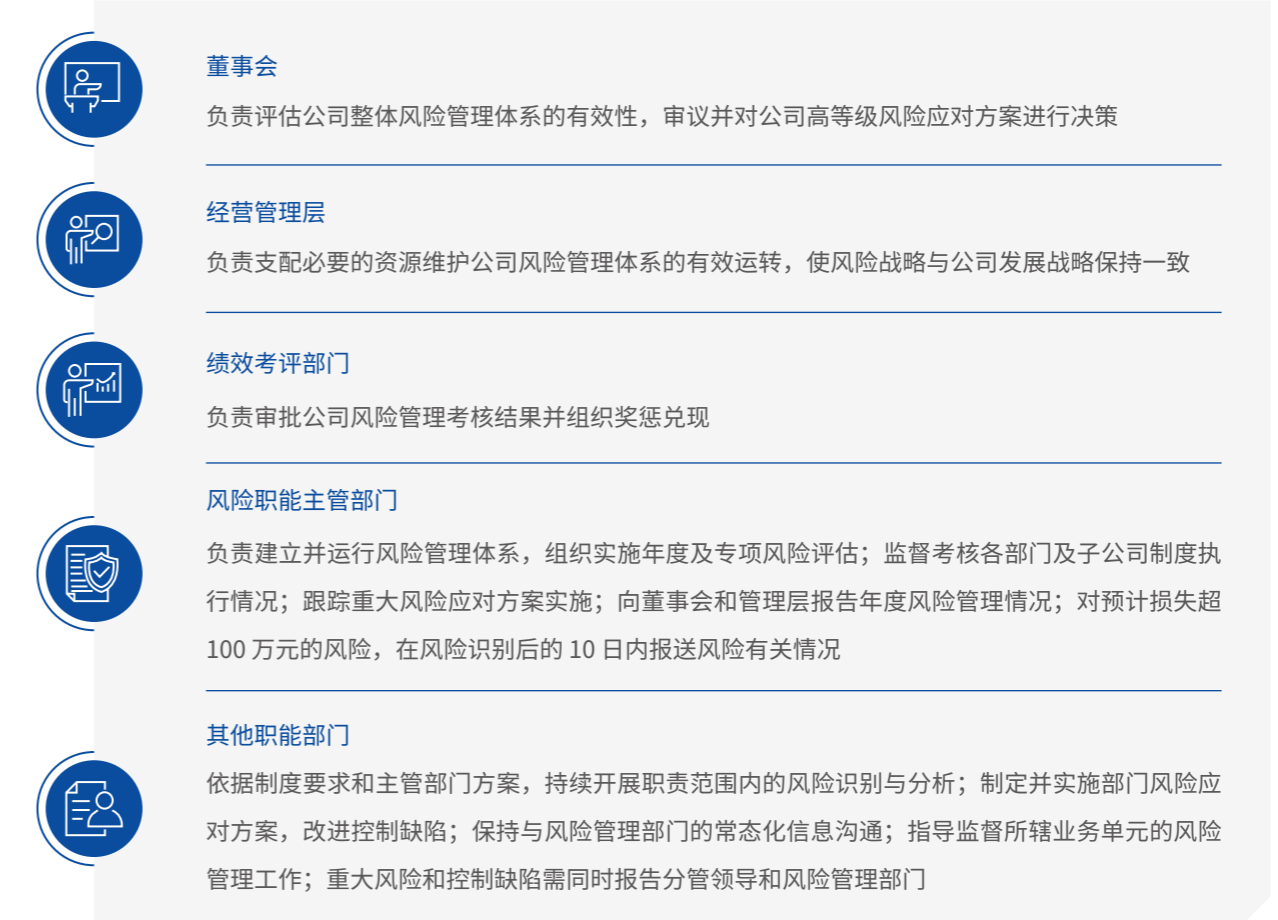 董事会
负责评估公司整体风险管理体系的有效性，审议并对公司高等级风险应对方案进行决策
经营管理层
负责支配必要的资源维护公司风险管理体系的有效运转，使风险战略与公司发展战略保持一致
绩效考评部门
负责审批公司风险管理考核结果并组织奖惩兑现
风险职能主管部门
负责建立并运行风险管理体系，组织实施年度及专项风险评估；监督考核各部门及子公司制度执
行情况；跟踪重大风险应对方案实施；向董事会和管理层报告年度风险管理情况；对预计损失超
100 万元的风险，在风险识别后的 10 日内报送风险有关情况
其他职能部门
依据制度要求和主管部门方案，持续开展职责范围内的风险识别与分析；制定并实施部门风险应
对方案，改进控制缺陷；保持与风险管理部门的常态化信息沟通；指导监督所辖业务单元的风险
管理工作；重大风险和控制缺陷需同时报告分管领导和风险管理部门